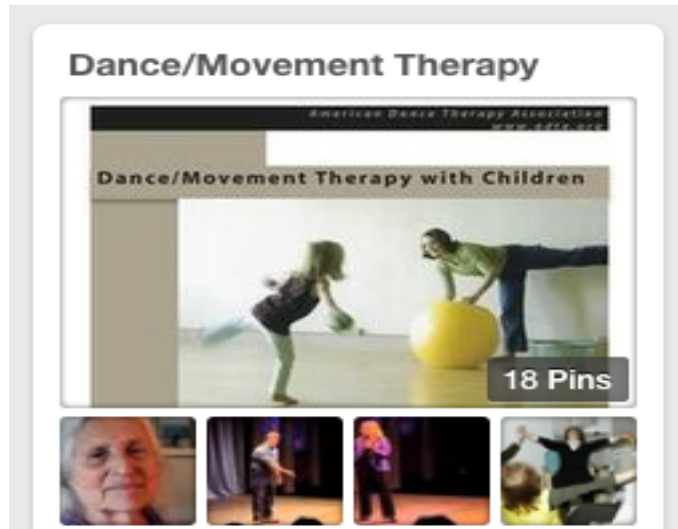 Dance/Movement Therapy
American Dance Therapy Association
www.adta.org
Dance/Movement Therapy with Children
18 Pins